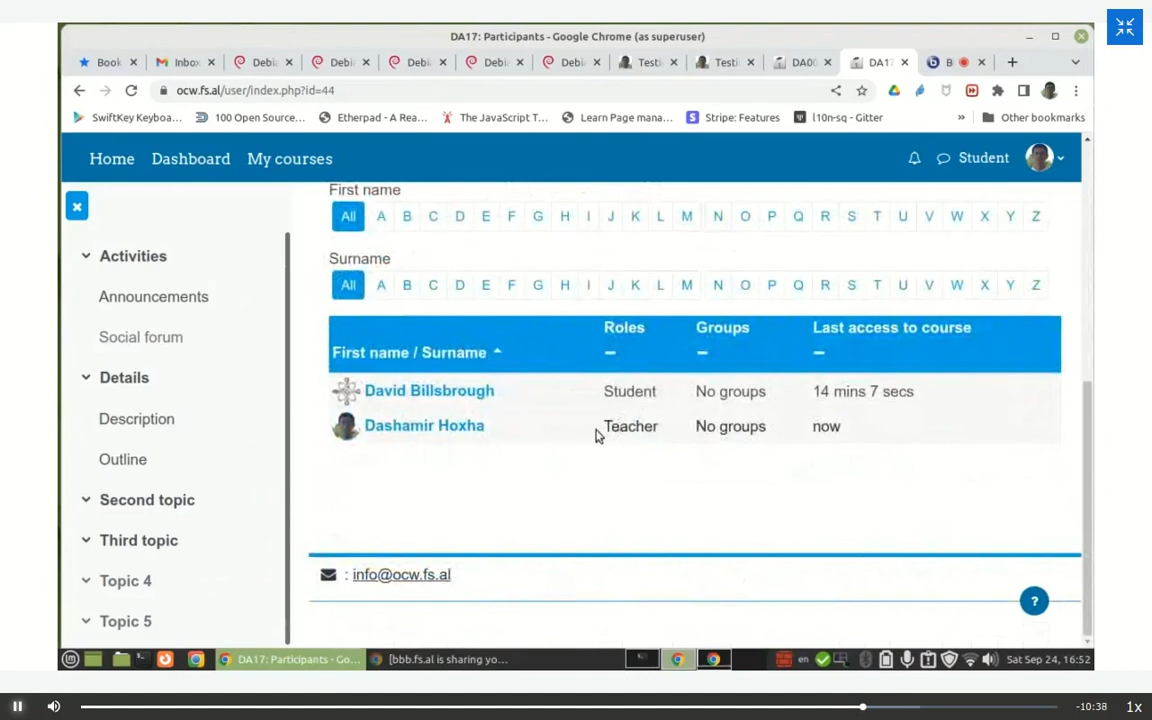 DA17: Participants - Google Chrome (as superuser)
Book Inbox Debi Debi Debi Debi Debi Testi Testi DA00 DA17 B
ocw.fs.al/user/index.php?id=44
SwiftKey Keyboa... 100 Open Source... Etherpad - A Rea... The JavaScript T... Learn Page mana... Stripe: Features l10n-sq - Gitter » Other bookmarks
Home Dashboard My courses Student
First name
All A B C D E F G H I J K L M N O P Q R S T U V W X Y Z
Activities
Surname
Announcements
All A B C D E F G H I J K L M N O P Q R S T U V W X Y Z
Social forum
Roles Groups Last access to course
First name / Surname
Details
David Billsbrough Student No groups 14 mins 7 secs
Description
Dashamir Hoxha Teacher No groups now
Outline
Second topic
Third topic
Topic 4
: info@ocw.fs.al
?
Topic 5
DA17: Participants - Go... [bbb.fs.al is sharing yo... en Sat Sep 24, 16:52
-10:38 1x